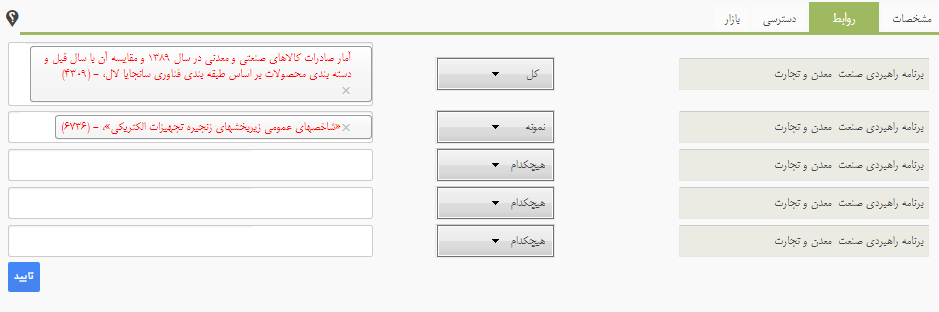 مشخصات
روابط
دسترسی
بازار
؟
برنامه راهبردی صنعت معدن و تجارت
کل
آمار صادرات کالاهای صنعتی و معدنی در سال ۱۳۸۹ و مقایسه آن با سال قبل و
دسته بندی محصولات بر اساس طبقه بندی فناوری سانجایا لال، - (۴۳۰۹)
×
برنامه راهبردی صنعت معدن و تجارت
نمونه
«شاخصهای عمومی زیربخشهای زنجیره تجهیزات الکتریکی»، - (۶۷۳۶) ×
برنامه راهبردی صنعت معدن و تجارت
هیچکدام
برنامه راهبردی صنعت معدن و تجارت
هیچکدام
برنامه راهبردی صنعت معدن و تجارت
هیچکدام
تایید